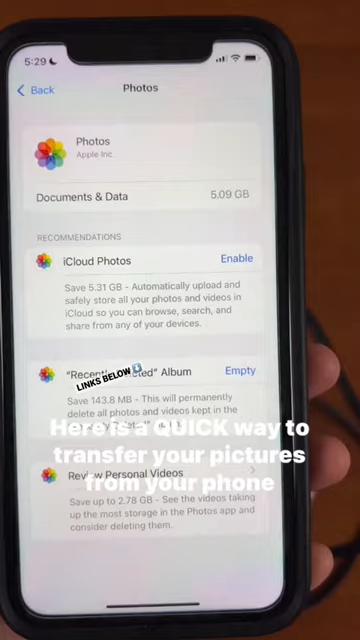 5:29
Back
Photos
Photos
Apple Inc.
Documents & Data
5.09 GB
RECOMMENDATIONS
iCloud Photos
Enable
Save 5.31 GB - Automatically upload and
safely store all your photos and videos in
iCloud so you can browse, search, and
share from any of your devices.
LINKS BELOW
Album
Empty
Save 143.8 MB - This will permanently
delete all photos and videos kept in the
Here is a QUICK way to
transfer your pictures
from your phone
Review Personal Videos
Save up to 2.78 GB - See the videos taking
up the most storage in the Photos app and
consider deleting them.